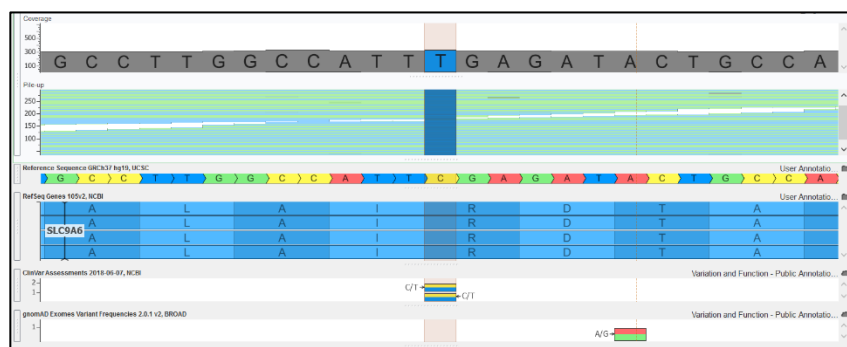 Coverage
500
300
100
G C C T T G G C C A T T T G A G A T A C T G C C A
Pile-up
250
200
150
100
Reference Sequence GRCh37 hg19, UCSC
User Annotatio...
G C C T T G G C C A T T C G A G A T A C T G C C A
RefSeq Genes 105v2, NCBI
User Annotatio...
A L A I R D T A
SLC9A6
A L A I R D T A
A L A I R D T A
A L A I R D T A
ClinVar Assessments 2018-06-07, NCBI
Variation and Function - Public Annotatio...
2
C/T
1
C/T
gnomAD Exomes Variant Frequencies 2.0.1 v2, BROAD
Variation and Function - Public Annotatio...
1
A/G